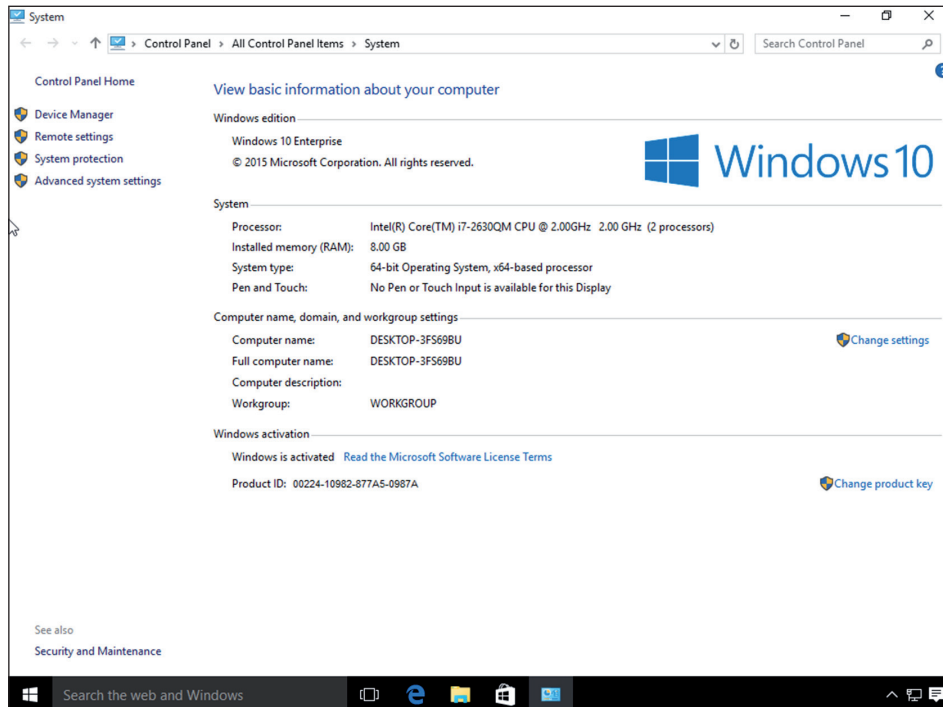 System
Control Panel > All Control Panel Items > System
Search Control Panel
Control Panel Home
Device Manager
Remote settings
System protection
Advanced system settings
See also
Security and Maintenance
View basic information about your computer
Windows edition
Windows 10 Enterprise
© 2015 Microsoft Corporation. All rights reserved.
Windows 10
System
Processor: Intel(R) Core(TM) i7-2630QM CPU @ 2.00GHz 2.00 GHz (2 processors)
Installed memory (RAM): 8.00 GB
System type: 64-bit Operating System, x64-based processor
Pen and Touch: No Pen or Touch Input is available for this Display
Computer name, domain, and workgroup settings
Computer name: DESKTOP-3FS69BU
Change settings
Full computer name: DESKTOP-3FS69BU
Computer description:
Workgroup: WORKGROUP
Windows activation
Windows is activated Read the Microsoft Software License Terms
Product ID: 00224-10982-877A5-0987A
Change product key
Search the web and Windows